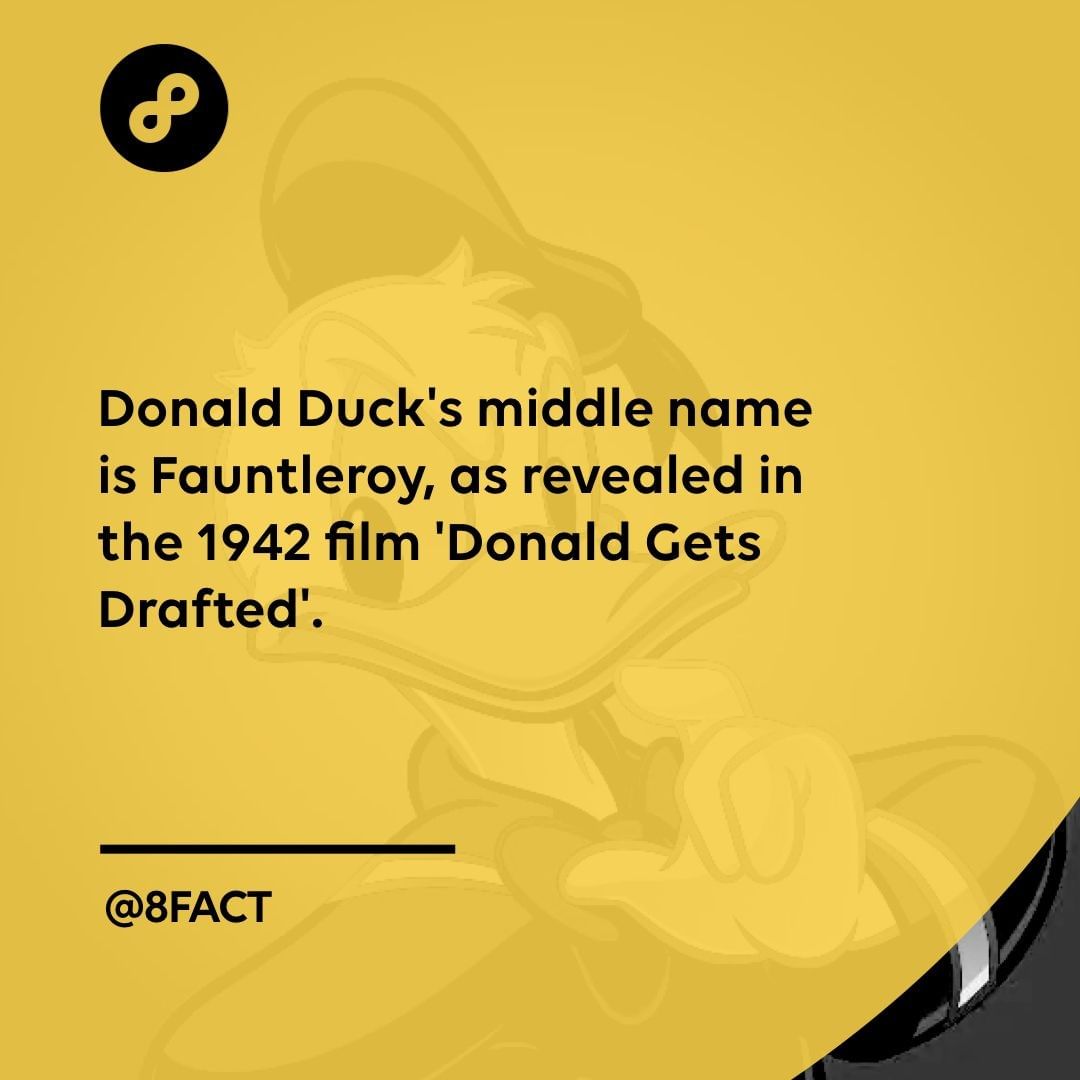 Donald Duck's middle name
is Fauntleroy, as revealed in
the 1942 film 'Donald Gets
Drafted'.
@8FACT